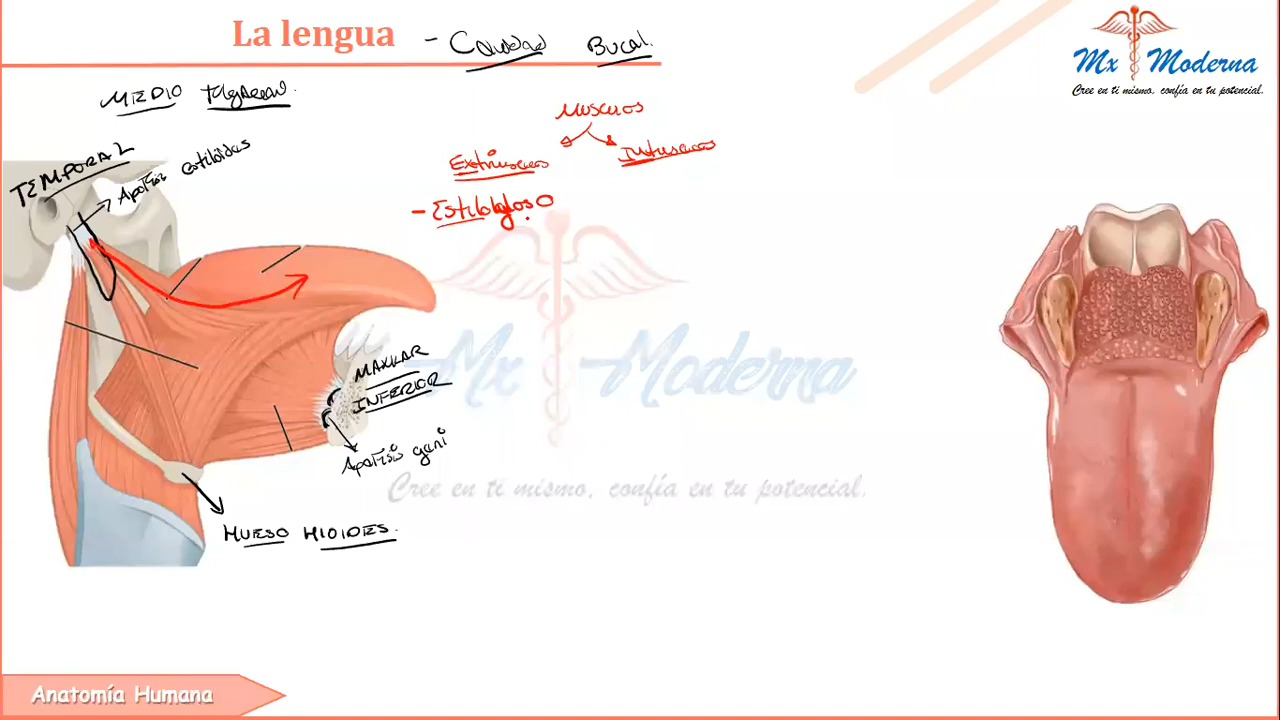 La lengua - Cavidad Bucal.
Mx Moderna
Cree en ti mismo, confía en tu potencial.
MEDIO
Musculos
Extrinsecos Intrinsecos
TEMPORAL
Apofisis estiloides
- Estilogloso
MAXILAR
INFERIOR
Apofisis geni
Mx Moderna
Cree en ti mismo, confía en tu potencial.
HUESO HIOIDES.
Anatomía Humana